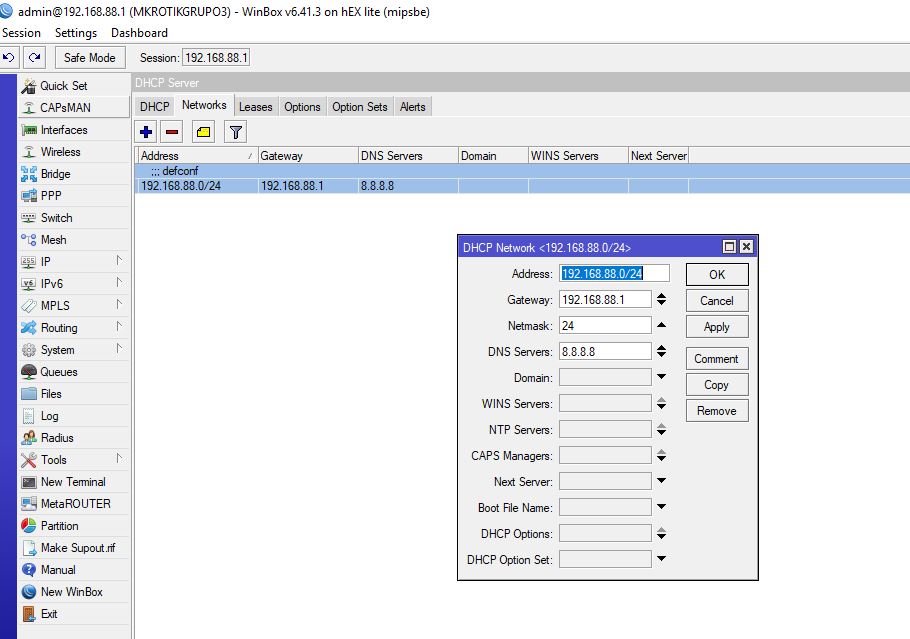 admin@192.168.88.1 (MKROTIKGRUPO3) - WinBox v6.41.3 on hEX lite (mipsbe)
Session Settings Dashboard
Safe Mode Session: 192.168.88.1
Quick Set
CAPsMAN
Interfaces
Wireless
Bridge
PPP
Switch
Mesh
IP
IPv6
MPLS
Routing
System
Queues
Files
Log
Radius
Tools
New Terminal
MetaROUTER
Partition
Make Supout.rif
Manual
New WinBox
Exit
DHCP Server
DHCP Networks Leases Options Option Sets Alerts
Address Gateway DNS Servers Domain WINS Servers Next Server
;;; defconf
192.168.88.0/24 192.168.88.1 8.8.8.8
DHCP Network <192.168.88.0/24>
Address: 192.168.88.0/24 OK
Gateway: 192.168.88.1 Cancel
Netmask: 24 Apply
DNS Servers: 8.8.8.8 Comment
Domain: Copy
WINS Servers: Remove
NTP Servers:
CAPS Managers:
Next Server:
Boot File Name:
DHCP Options:
DHCP Option Set: